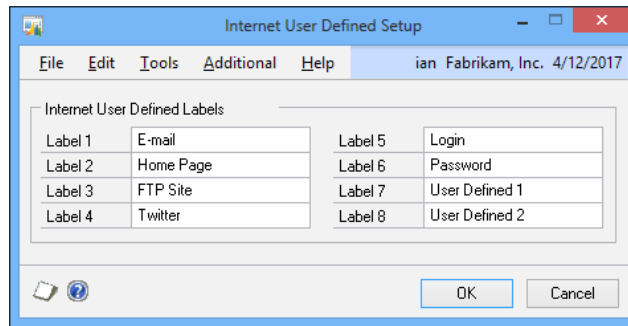 Internet User Defined Setup
File Edit Tools Additional Help ian Fabrikam, Inc. 4/12/2017
Internet User Defined Labels
Label 1 E-mail Label 5 Login
Label 2 Home Page Label 6 Password
Label 3 FTP Site Label 7 User Defined 1
Label 4 Twitter Label 8 User Defined 2
OK Cancel